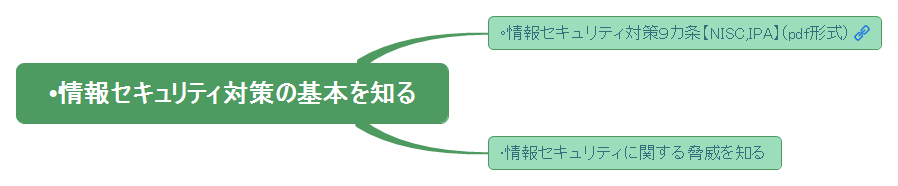 •情報セキュリティ対策の基本を知る
◦情報セキュリティ対策９カ条【NISC,IPA】（pdf形式）
·情報セキュリティに関する脅威を知る